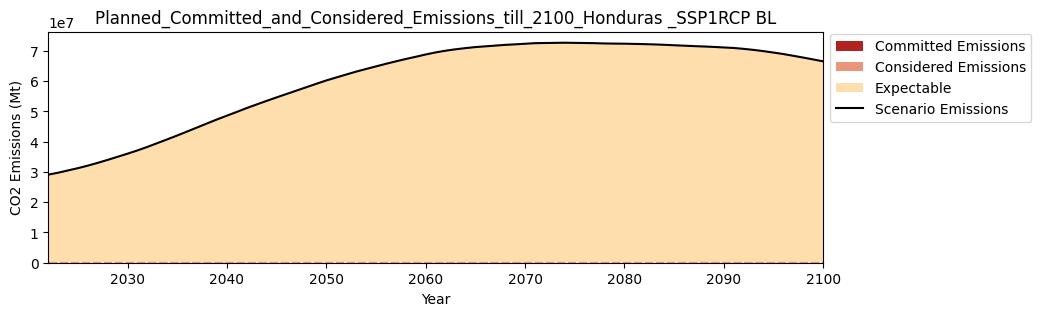 Planned_Committed_and_Considered_Emissions_till_2100_Honduras _SSP1RCP BL
1e7
7
6
5
4
3
2
1
0
CO2 Emissions (Mt)
2030 2040 2050 2060 2070 2080 2090 2100
Year
Committed Emissions
Considered Emissions
Expectable
Scenario Emissions